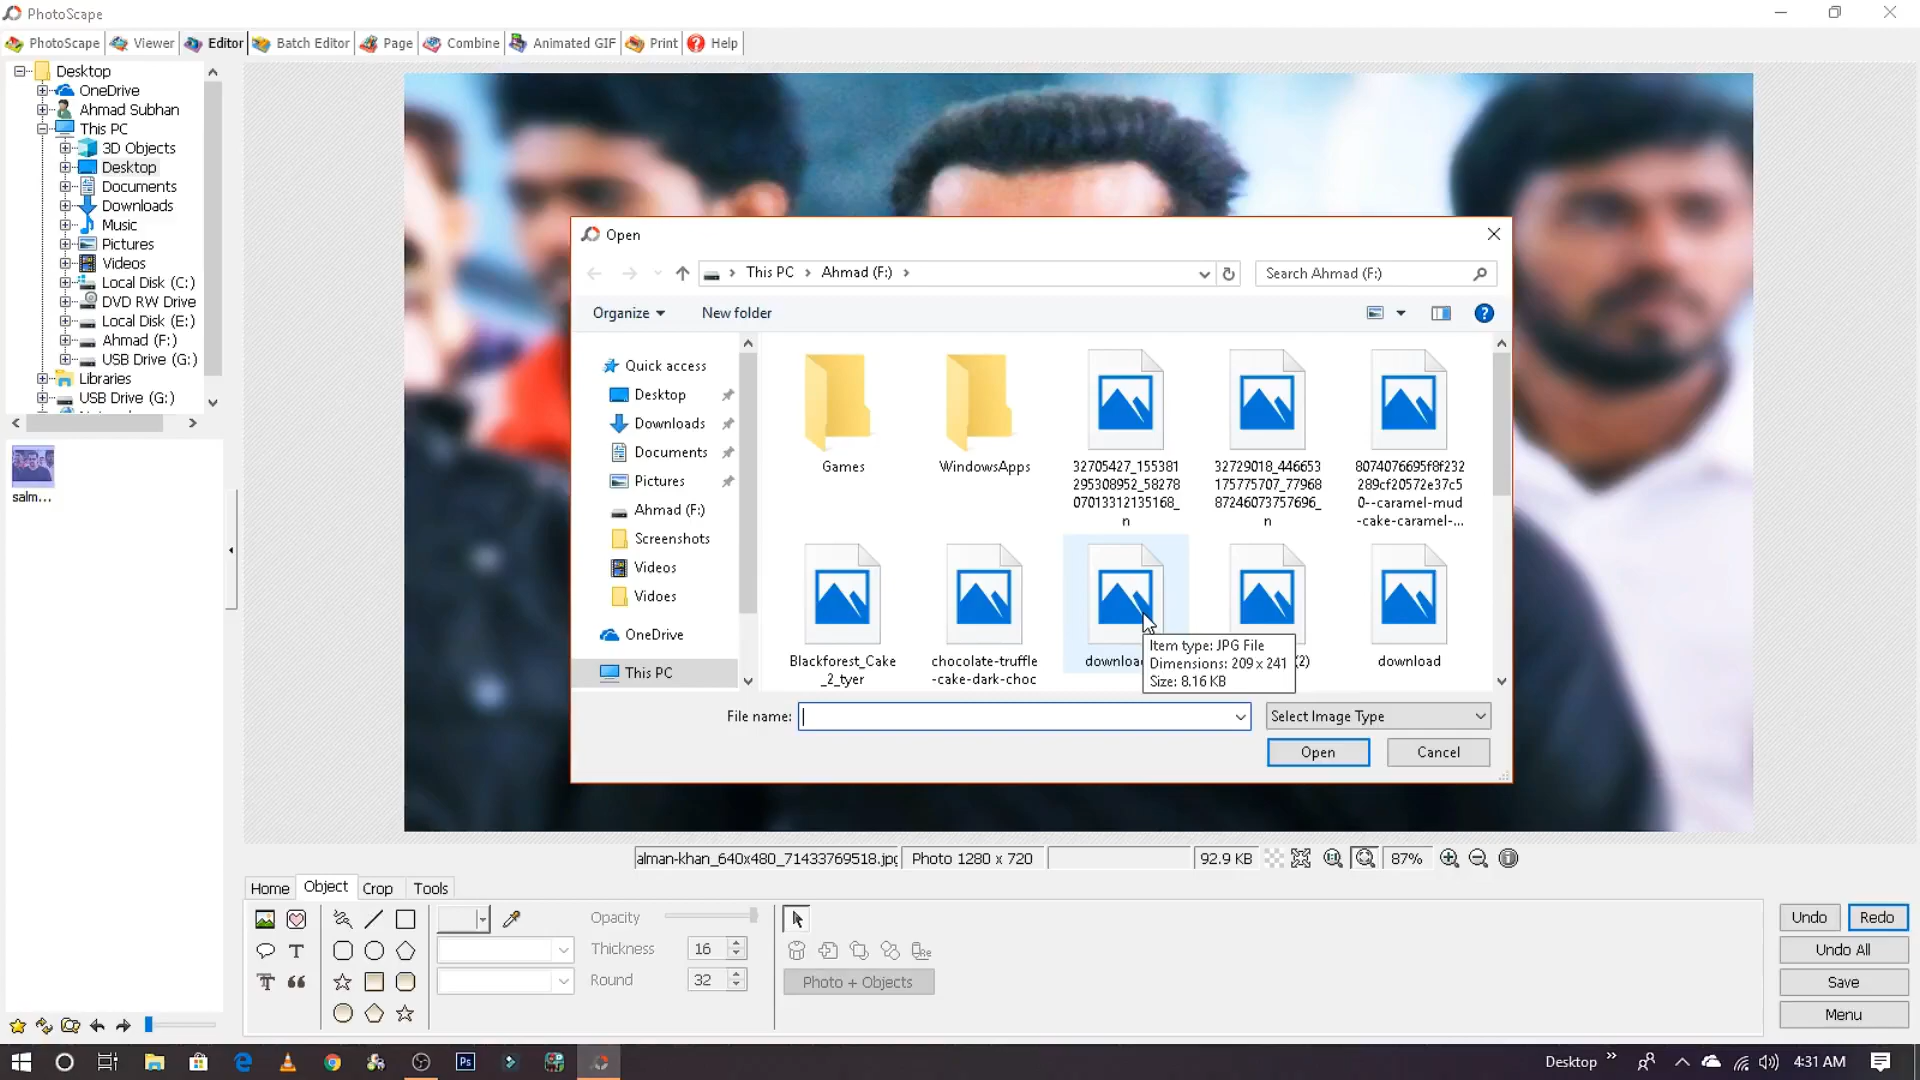 PhotoScape
PhotoScape Viewer Editor Batch Editor Page Combine Animated GIF Print Help
Desktop
OneDrive
Ahmad Subhan
This PC
3D Objects
Desktop
Documents
Downloads
Music
Pictures
Videos
Local Disk (C:)
DVD RW Drive
Local Disk (E:)
Ahmad (F:)
USB Drive (G:)
Libraries
USB Drive (G:)
salm...
Open
This PC Ahmad (F:)
Search Ahmad (F:)
Organize New folder
Quick access
Desktop
Downloads
Documents
Pictures
Ahmad (F:)
Screenshots
Videos
Vidoes
OneDrive
This PC
Games
WindowsApps
32705427_155381
295308952_58278
07013312135168_
n
32729018_446653
175775707_77968
87246073757696_
n
8074076695f8f232
289cf20572e37c5
0--caramel-mud
-cake-caramel-...
Blackforest_Cake
_2_tyer
chocolate-truffle
-cake-dark-choc
(2)
download
Item type: JPG File
Dimensions: 209 x 241
Size: 8.16 KB
File name:
Select Image Type
Open Cancel
alman-khan_640x480_71433769518.jpg Photo 1280 x 720 92.9 KB 87%
Home Object Crop Tools
Opacity
Thickness 16
Round 32
Photo + Objects
Undo Redo
Undo All
Save
Menu
Desktop
4:31 AM